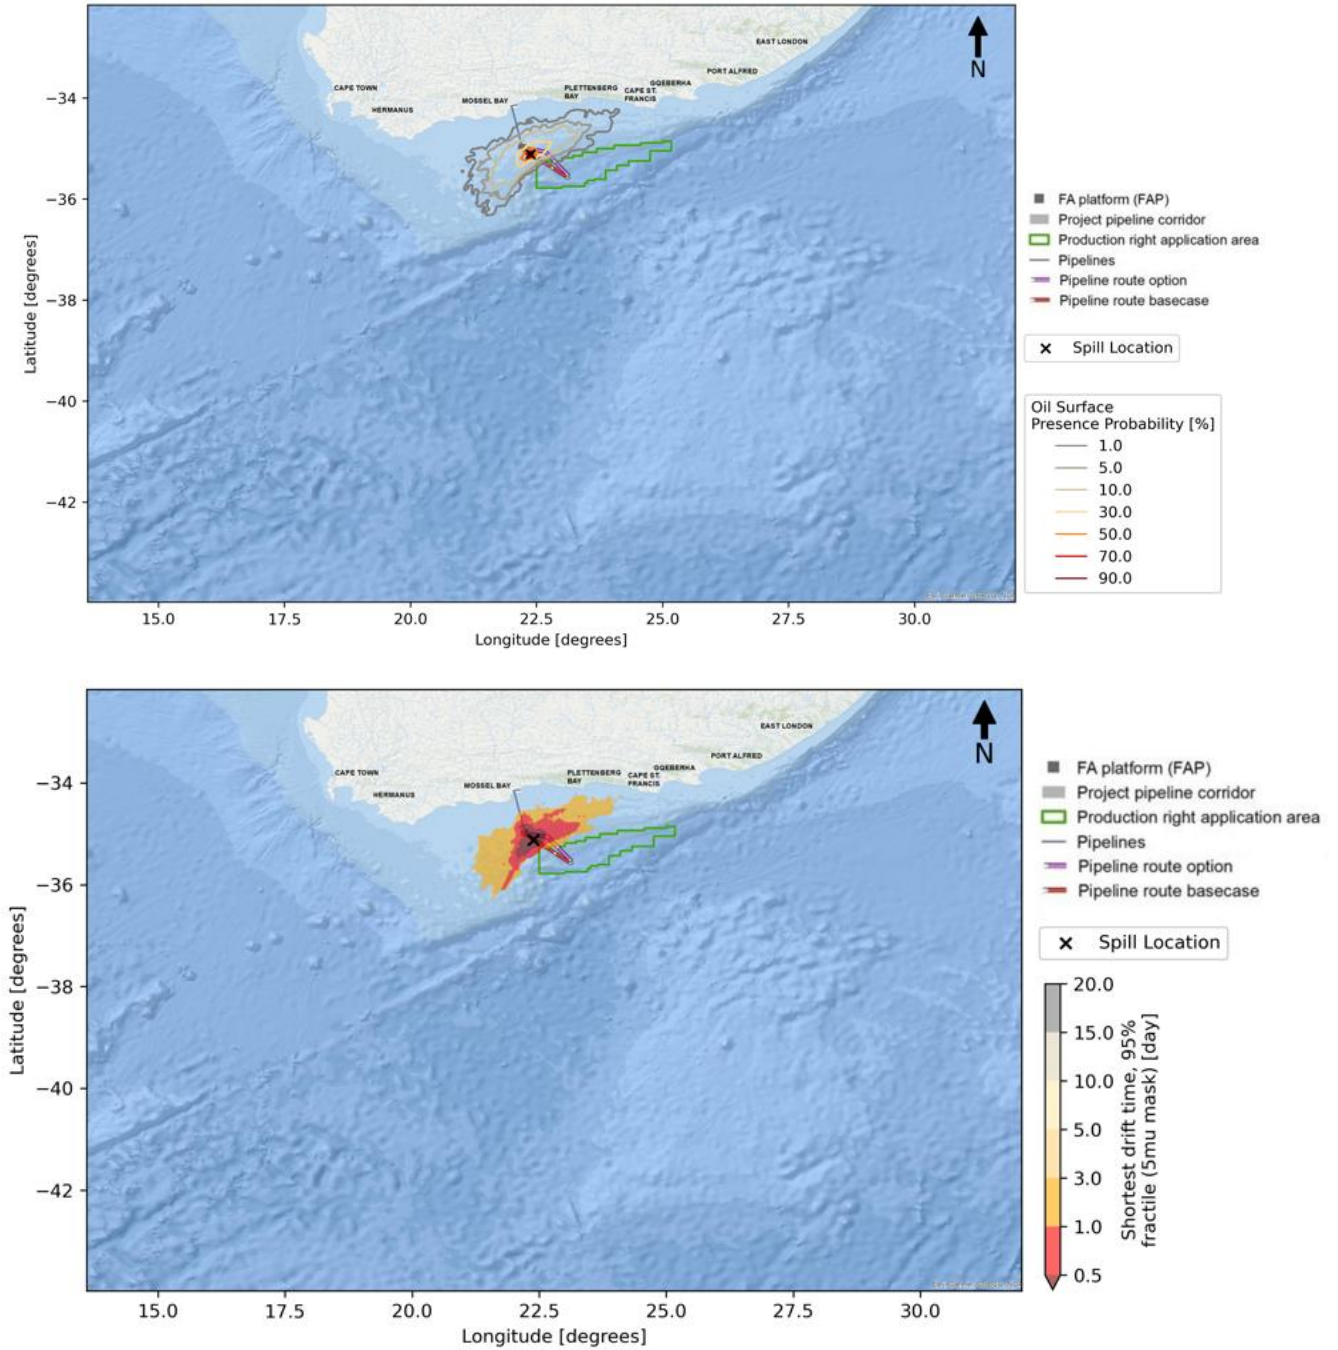 EAST LONDON
N
PORT ALFRED
GQEBERHA
CAPE TOWN
PLETTENBERG
BAY
CAPE ST.
FRANCIS
MOSSEL BAY
HERMANUS
−34
−36
−38
−40
−42
Latitude [degrees]
15.0 17.5 20.0 22.5 25.0 27.5 30.0
Longitude [degrees]
FA platform (FAP)
Project pipeline corridor
Production right application area
Pipelines
Pipeline route option
Pipeline route basecase
Spill Location
Oil Surface
Presence Probability [%]
1.0
5.0
10.0
30.0
50.0
70.0
90.0
EAST LONDON
N
PORT ALFRED
GQEBERHA
CAPE TOWN
PLETTENBERG
BAY
CAPE ST.
FRANCIS
MOSSEL BAY
HERMANUS
−34
−36
−38
−40
−42
Latitude [degrees]
15.0 17.5 20.0 22.5 25.0 27.5 30.0
Longitude [degrees]
FA platform (FAP)
Project pipeline corridor
Production right application area
Pipelines
Pipeline route option
Pipeline route basecase
Spill Location
20.0
15.0
10.0
5.0
3.0
1.0
0.5
Shortest drift time, 95%
fractile (5mu mask) [day]